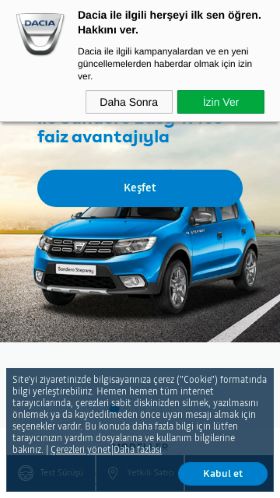 DACIA
Dacia ile ilgili herşeyi ilk sen öğren.
Hakkını ver.
Dacia ile ilgili kampanyalardan ve en yeni
güncellemelerden haberdar olmak için izin
ver.
Daha Sonra
İzin Ver
faiz avantajıyla
Keşfet
Sandero Stepway
Site'yi ziyaretinizde bilgisayarınıza çerez ("Cookie") formatında
bilgi yerleştirebiliriz. Hemen hemen tüm internet
tarayıcılarında, çerezleri sabit diskinizden silmek, yazılmasını
önlemek ya da kaydedilmeden önce uyarı mesajı almak için
seçenekler vardır. Bu konuda daha fazla bilgi için lütfen
tarayıcınızın yardım dosyalarına ve kullanım bilgilerine
bakınız. | Çerezleri yönet|Daha fazlası
Kabul et
Test Sürüşü
Yetkili Satıcı